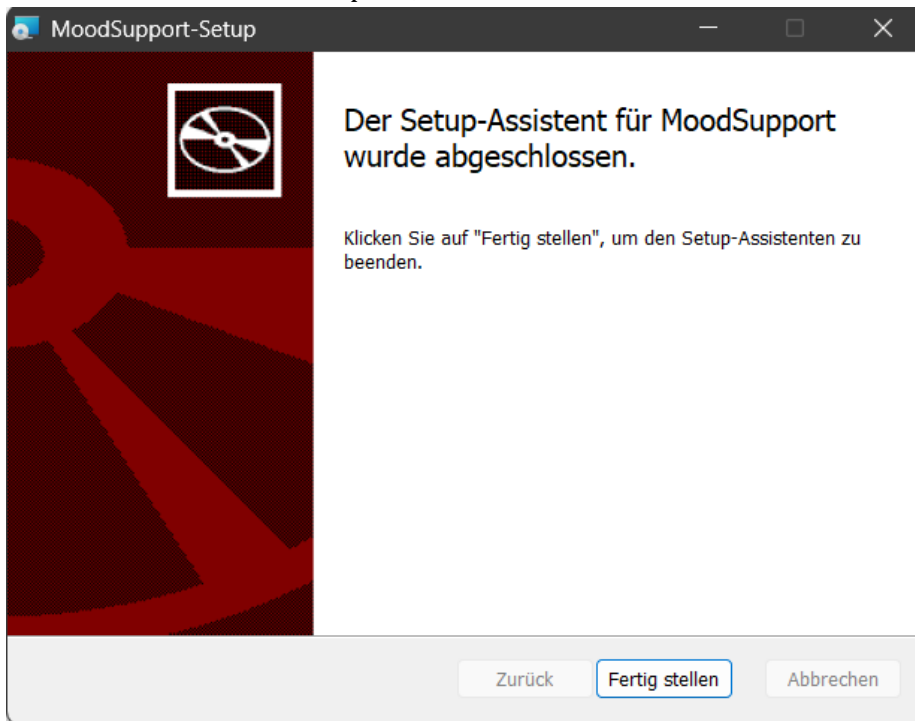 MoodSupport-Setup
Der Setup-Assistent für MoodSupport
wurde abgeschlossen.
Klicken Sie auf "Fertig stellen", um den Setup-Assistenten zu
beenden.
Zurück Fertig stellen Abbrechen